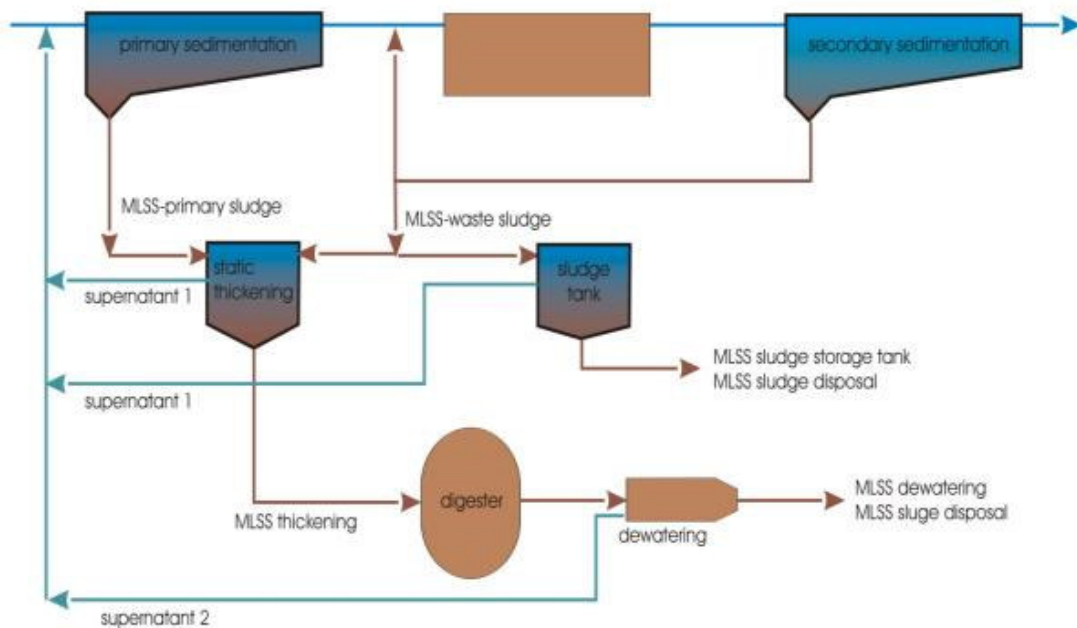 primary sedimentation
secondary sedimentation
MLSS-primary sludge
MLSS-waste sludge
static
thickening
sludge
tank
supernatant 1
MLSS sludge storage tank
MLSS sludge disposal
supernatant 1
digester
MLSS dewatering
MLSS sluge disposal
MLSS thickening
dewatering
supernatant 2